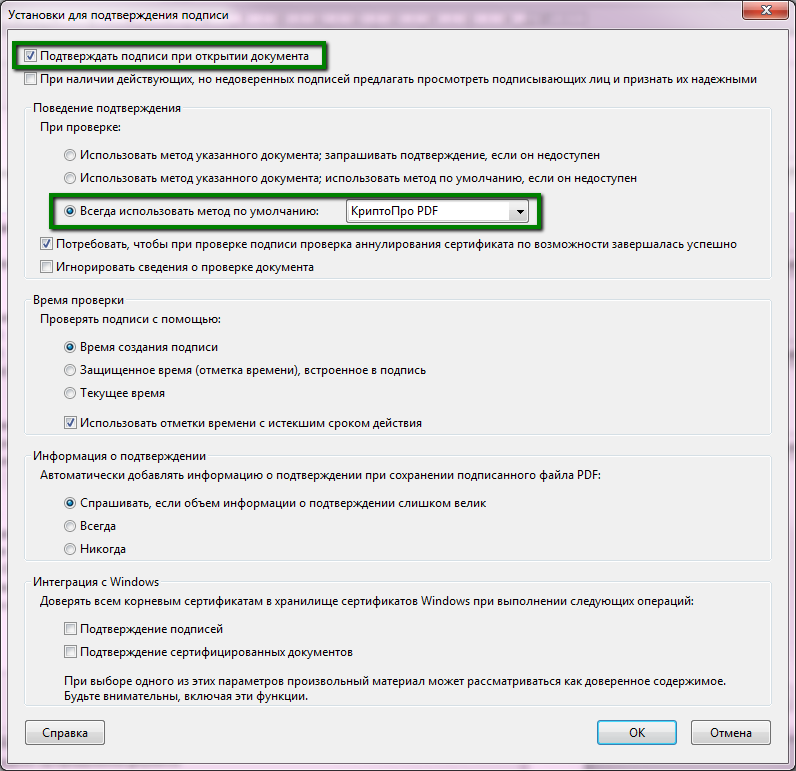 Установки для подтверждения подписи
Подтверждать подписи при открытии документа
При наличии действующих, но недоверенных подписей предлагать просмотреть подписывающих лиц и признать их надежными
Поведение подтверждения
При проверке:
Использовать метод указанного документа; запрашивать подтверждение, если он недоступен
Использовать метод указанного документа; использовать метод по умолчанию, если он недоступен
Всегда использовать метод по умолчанию: КриптоПро PDF
Потребовать, чтобы при проверке подписи проверка аннулирования сертификата по возможности завершалась успешно
Игнорировать сведения о проверке документа
Время проверки
Проверять подписи с помощью:
Время создания подписи
Защищенное время (отметка времени), встроенное в подпись
Текущее время
Использовать отметки времени с истекшим сроком действия
Информация о подтверждении
Автоматически добавлять информацию о подтверждении при сохранении подписанного файла PDF:
Спрашивать, если объем информации о подтверждении слишком велик
Всегда
Никогда
Интеграция с Windows
Доверять всем корневым сертификатам в хранилище сертификатов Windows при выполнении следующих операций:
Подтверждение подписей
Подтверждение сертифицированных документов
При выборе одного из этих параметров произвольный материал может рассматриваться как доверенное содержимое.
Будьте внимательны, включая эти функции.
Справка ОК Отмена